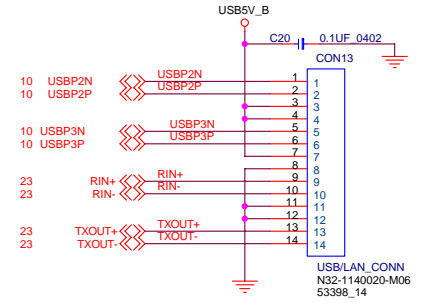 USB5V_B
C20 0.1UF_0402
CON13
10 USBP2N USBP2N 1 1
10 USBP2P USBP2P 2 2
3 3
4 4
10 USBP3N USBP3N 5 5
10 USBP3P USBP3P 6 6
7 7
8 8
23 RIN+ RIN+ 9 9
23 RIN- RIN- 10 10
11 11
12 12
23 TXOUT+ TXOUT+ 13 13
23 TXOUT- TXOUT- 14 14
USB/LAN_CONN
N32-1140020-M06
53398_14